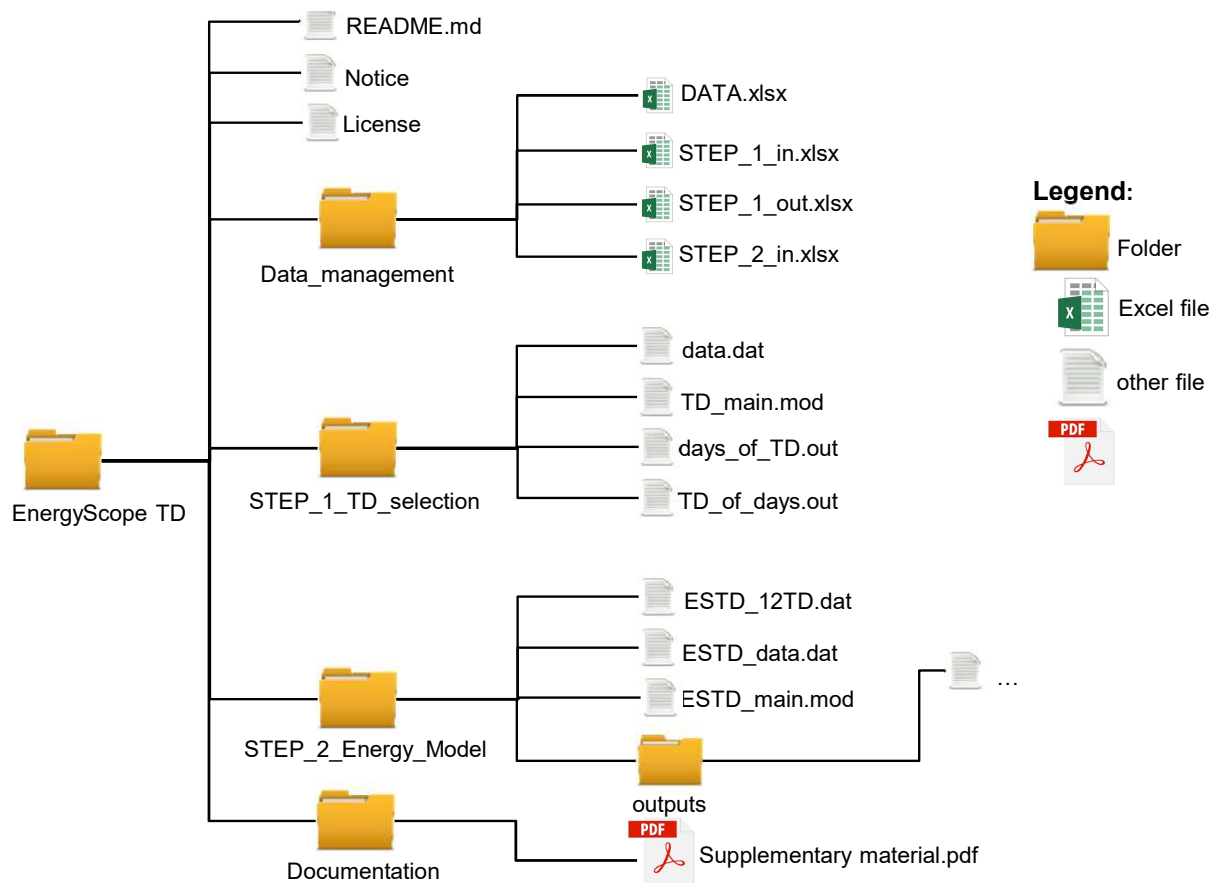 README.md
Notice
License
DATA.xlsx
STEP_1_in.xlsx
STEP_1_out.xlsx
STEP_2_in.xlsx
Data_management
Legend:
Folder
Excel file
other file
PDF
data.dat
TD_main.mod
days_of_TD.out
TD_of_days.out
STEP_1_TD_selection
EnergyScope TD
ESTD_12TD.dat
ESTD_data.dat
ESTD_main.mod
...
STEP_2_Energy_Model
outputs
PDF
Supplementary material.pdf
Documentation